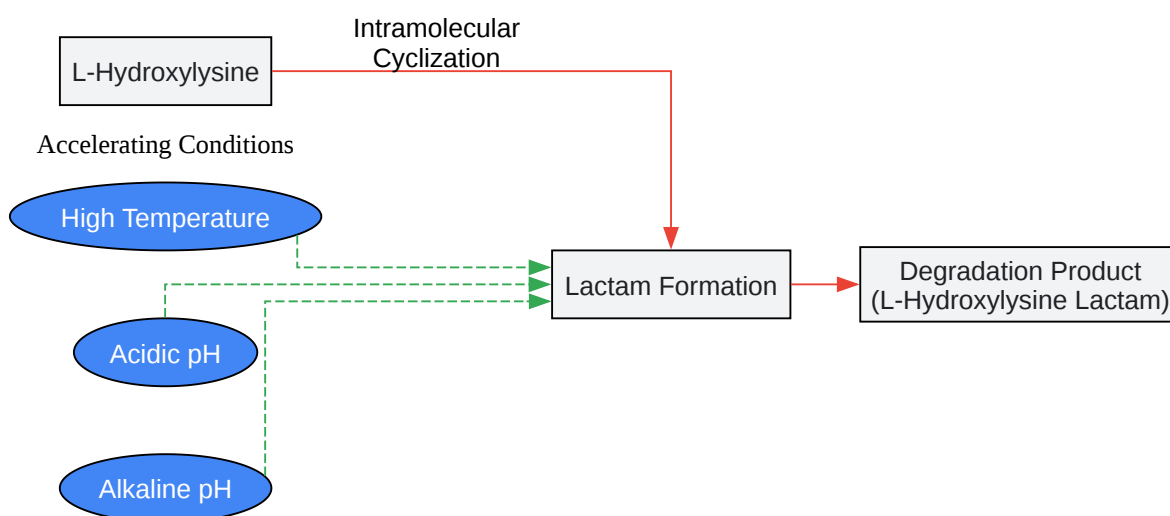 Intramolecular
Cyclization
L-Hydroxylysine
Accelerating Conditions
High Temperature
Lactam Formation
Degradation Product
(L-Hydroxylysine Lactam)
Acidic pH
Alkaline pH